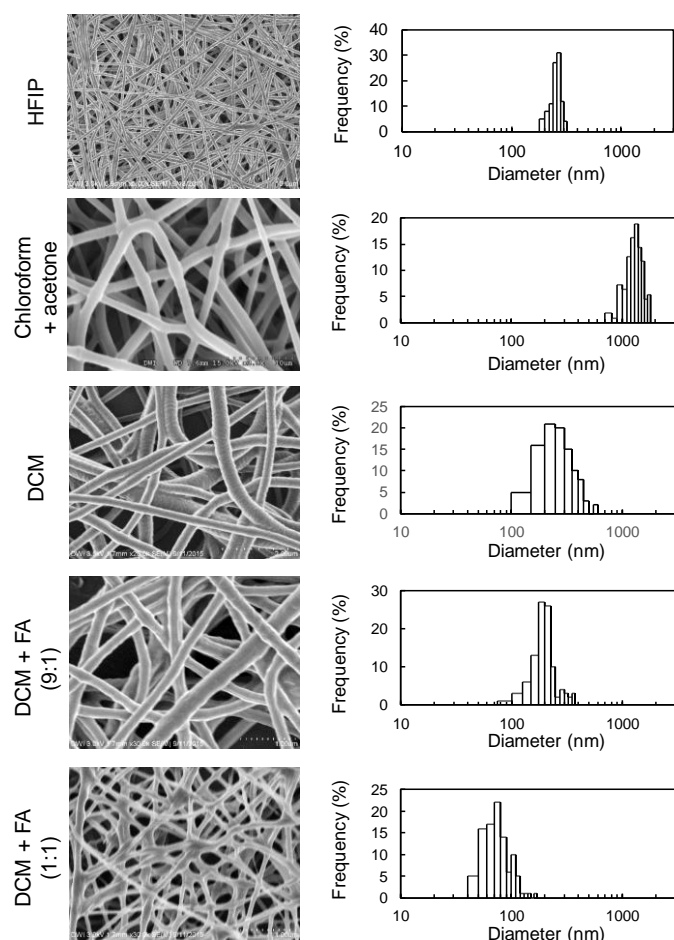 HFIP
Frequency (%)
40
30
20
10
0
10
100
1000
Diameter (nm)
Chloroform
+ acetone
Frequency (%)
20
15
10
5
0
10
100
1000
Diameter (nm)
DCM
Frequency (%)
25
20
15
10
5
0
10
100
1000
Diameter (nm)
DCM + FA
(9:1)
Frequency (%)
30
20
10
0
10
100
1000
Diameter (nm)
DCM + FA
(1:1)
Frequency (%)
25
20
15
10
5
0
10
100
1000
Diameter (nm)